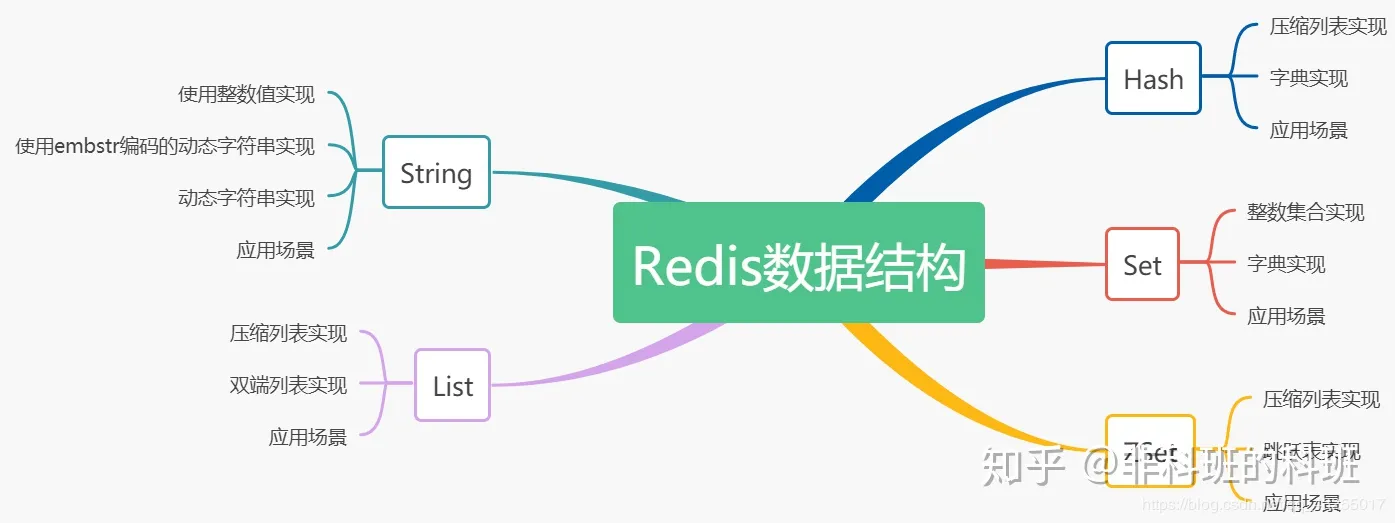 Redis数据结构
String
使用整数值实现
使用embstr编码的动态字符串实现
动态字符串实现
应用场景
List
压缩列表实现
双端列表实现
应用场景
Hash
压缩列表实现
字典实现
应用场景
Set
整数集合实现
字典实现
应用场景
ZSet
压缩列表实现
跳跃表实现
应用场景
知乎 @非科班的科班